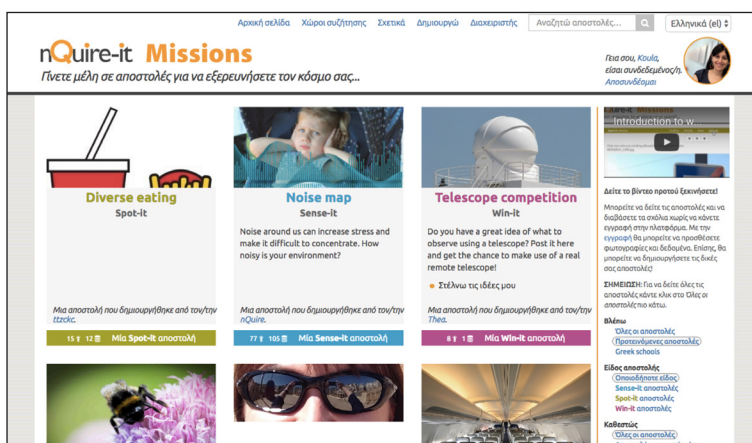 Αρχική σελίδα Χώροι συζήτησης Σχετικά Δημιουργώ Διαχειριστής Αναζητώ αποστολές... Ελληνικά (el)
nQuire-it Missions
Γίνετε μέλη σε αποστολές για να εξερευνήσετε τον κόσμο σας...
Γεια σου, Koula,
είσαι συνδεδεμένος/η.
Αποσυνδέομαι
Diverse eating
Spot-it
Μια αποστολή που δημιουργήθηκε από τον/την
ttzckc.
15 12 Μία Spot-it αποστολή
Noise map
Sense-it
Noise around us can increase stress and
make it difficult to concentrate. How
noisy is your environment?
Μια αποστολή που δημιουργήθηκε από τον/την
nQuire.
77 105 Μία Sense-it αποστολή
Telescope competition
Win-it
Do you have a great idea of what to
observe using a telescope? Post it here
and get the chance to make use of a real
remote telescope!
Στέλνω τις ιδέες μου
Μια αποστολή που δημιουργήθηκε από τον/την
Thea.
8 1 Μία Win-it αποστολή
Introduction to w...
Δείτε το βίντεο προτού ξεκινήσετε!
Μπορείτε να δείτε τις αποστολές και να
διαβάσετε τα σχόλια χωρίς να κάνετε
εγγραφή στην πλατφόρμα. Με την
εγγραφή θα μπορείτε να προσθέσετε
φωτογραφίες και δεδομένα. Επίσης, θα
μπορείτε να δημιουργήσετε τις δικές
σας αποστολές!
ΣΗΜΕΙΩΣΗ: Για να δείτε όλες τις
αποστολές κάντε κλικ στο Όλες οι
αποστολές πιο κάτω.
Βλέπω
Όλες οι αποστολές
Προτεινόμενες αποστολές
Greek schools
Είδος αποστολής
Οποιοδήποτε είδος
Sense-it αποστολές
Spot-it αποστολές
Win-it αποστολές
Καθεστώς
Όλες οι αποστολές